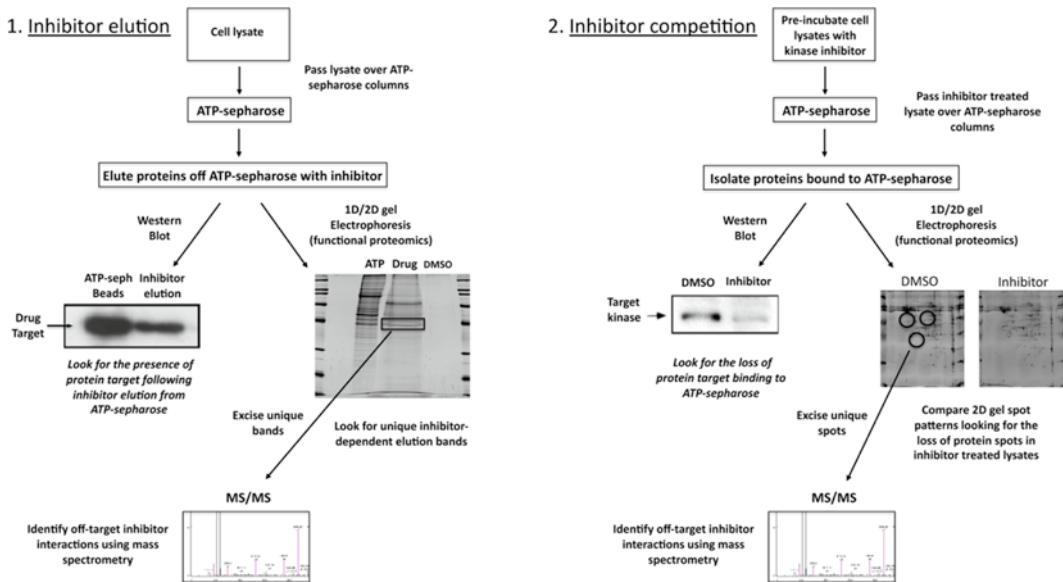 1. Inhibitor elution
Cell lysate
Pass lysate over ATP-
sepharose columns
ATP-sepharose
Elute proteins off ATP-sepharose with inhibitor
Western
Blot
1D/2D gel
Electrophoresis
(functional proteomics)
ATP-seph
Beads
Inhibitor
elution
Drug
Target
Look for the presence of
protein target following
inhibitor elution from
ATP-sepharose
ATP Drug DMSO
Excise unique
bands
Look for unique inhibitor-
dependent elution bands
MS/MS
Identify off-target inhibitor
interactions using mass
spectrometry
2. Inhibitor competition
Pre-incubate cell
lysates with
kinase inhibitor
Pass inhibitor treated
lysate over ATP-sepharose
columns
ATP-sepharose
Isolate proteins bound to ATP-sepharose
Western
Blot
1D/2D gel
Electrophoresis
(functional proteomics)
DMSO Inhibitor
Target
kinase
Look for the loss of
protein target binding to
ATP-sepharose
DMSO Inhibitor
Excise unique
spots
Compare 2D gel spot
patterns looking for the
loss of protein spots in
inhibitor treated lysates
MS/MS
Identify off-target inhibitor
interactions using mass
spectrometry